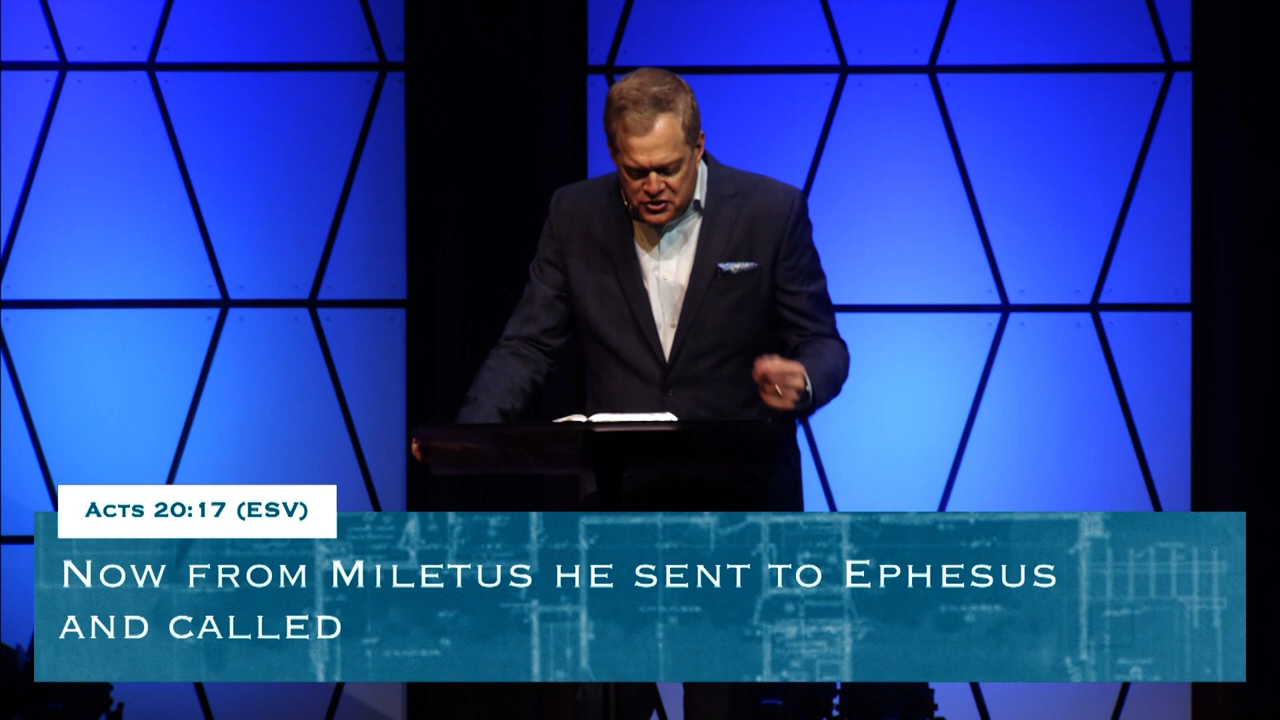 Acts 20:17 (ESV)
Now from Miletus he sent to Ephesus
and called